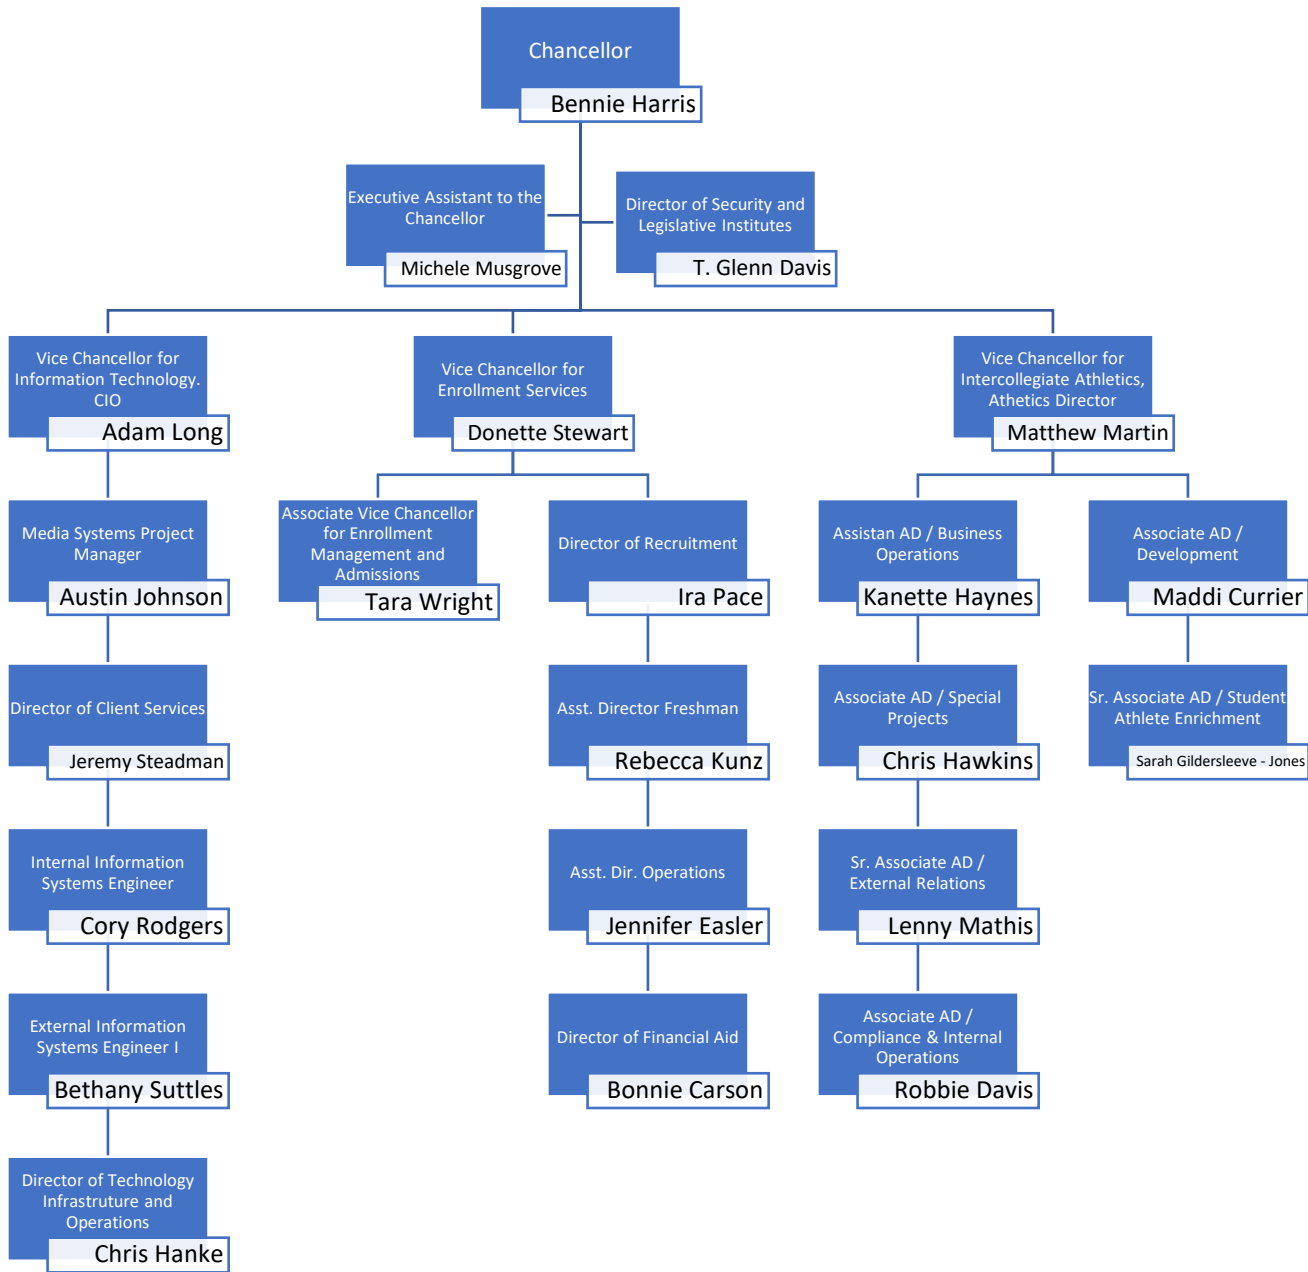 Chancellor
Bennie Harris
Executive Assistant to the
Chancellor
Michele Musgrove
Director of Security and
Legislative Institutes
T. Glenn Davis
Vice Chancellor for
Information Technology.
CIO
Adam Long
Vice Chancellor for
Enrollment Services
Donette Stewart
Vice Chancellor for
Intercollegiate Athletics,
Athetics Director
Matthew Martin
Media Systems Project
Manager
Austin Johnson
Associate Vice Chancellor
for Enrollment
Management and
Admissions
Tara Wright
Director of Recruitment
Ira Pace
Assistan AD / Business
Operations
Kanette Haynes
Associate AD /
Development
Maddi Currier
Director of Client Services
Jeremy Steadman
Asst. Director Freshman
Rebecca Kunz
Associate AD / Special
Projects
Chris Hawkins
Sr. Associate AD / Student
Athlete Enrichment
Sarah Gildersleeve - Jones
Internal Information
Systems Engineer
Cory Rodgers
Asst. Dir. Operations
Jennifer Easler
Sr. Associate AD /
External Relations
Lenny Mathis
External Information
Systems Engineer I
Bethany Suttles
Director of Financial Aid
Bonnie Carson
Associate AD /
Compliance & Internal
Operations
Robbie Davis
Director of Technology
Infrastruture and
Operations
Chris Hanke